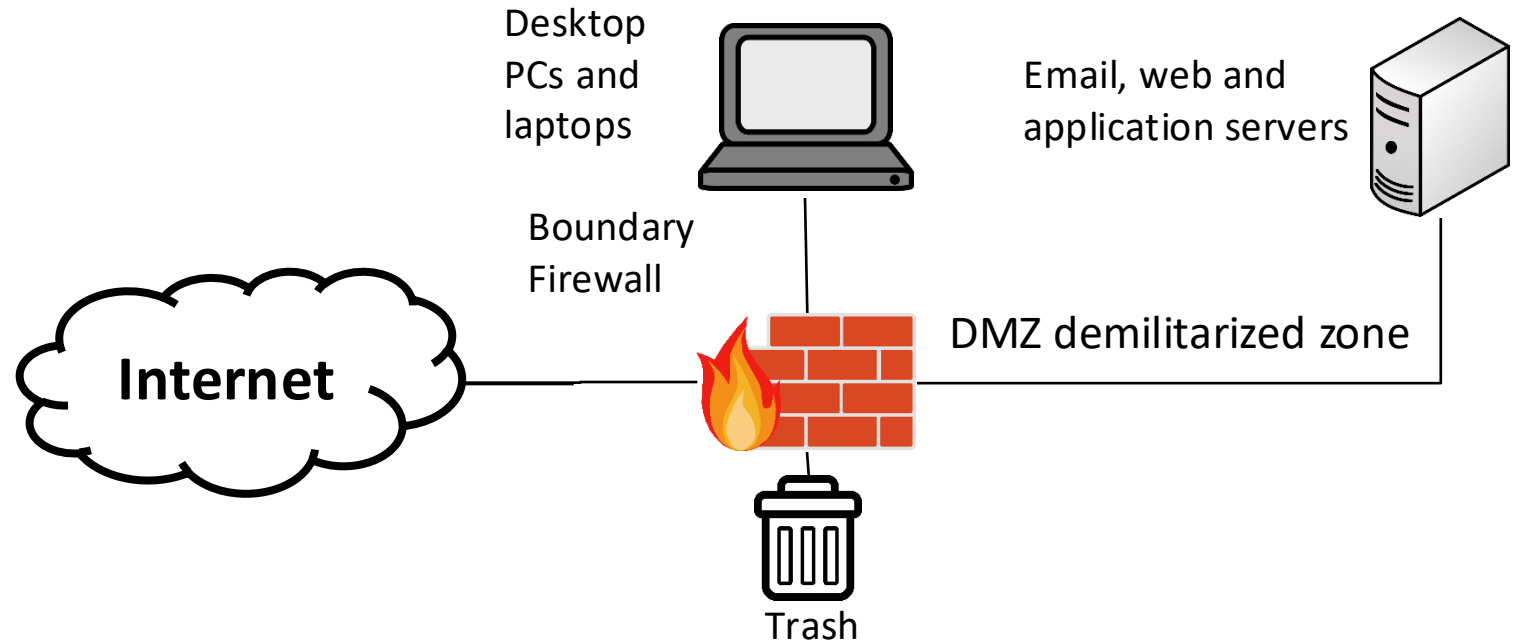 Desktop
PCs and
laptops
Email, web and
application servers
Boundary
Firewall
Internet
DMZ demilitarized zone
Trash